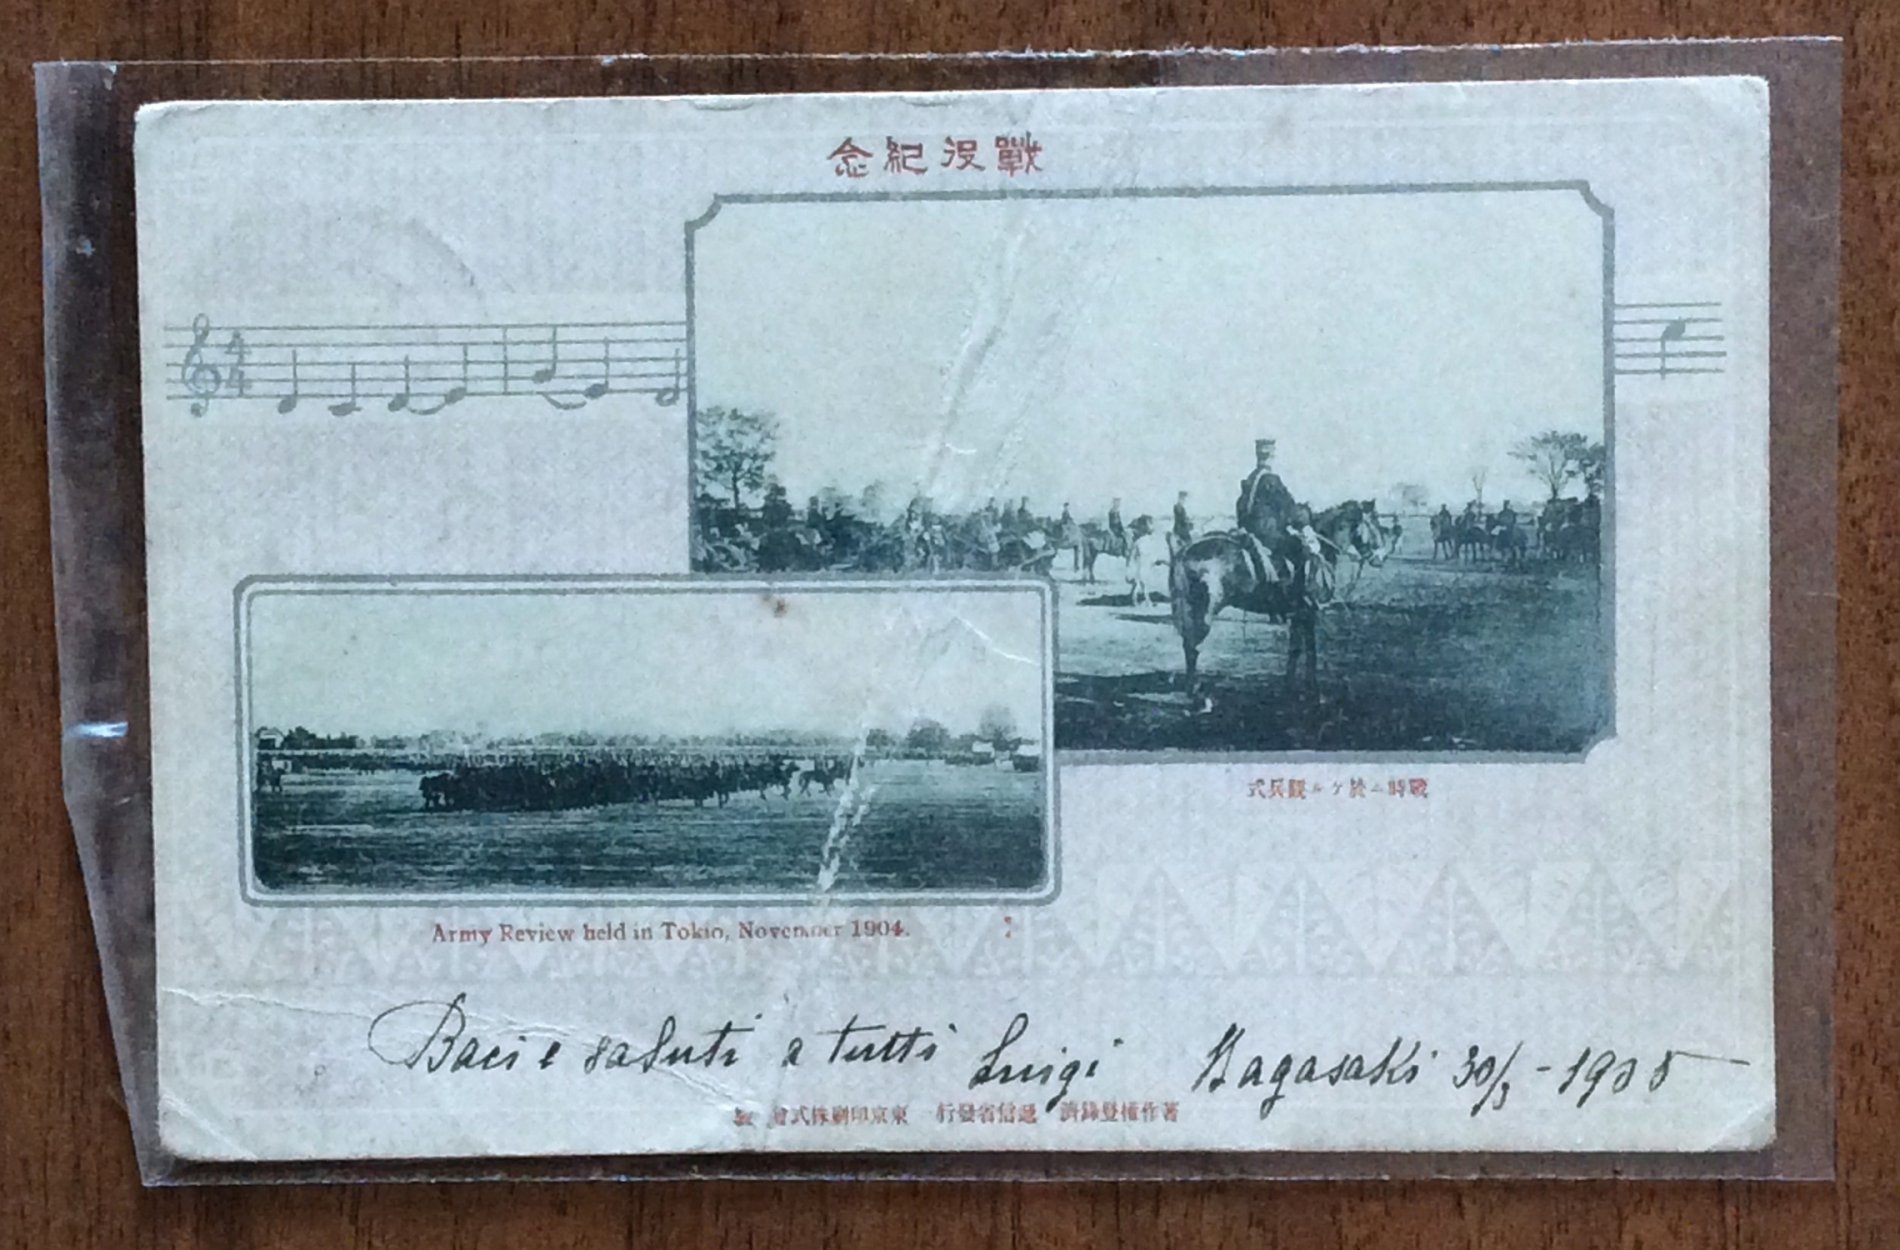 戰役紀念
戰時ニ於ケル觀兵式
Army Review held in Tokio, November 1904.
Baci e saluti a tutti Luigi Nagasaki 30/3 - 1905
著作權登錄濟 遞信省發行 東京印刷株式會社製